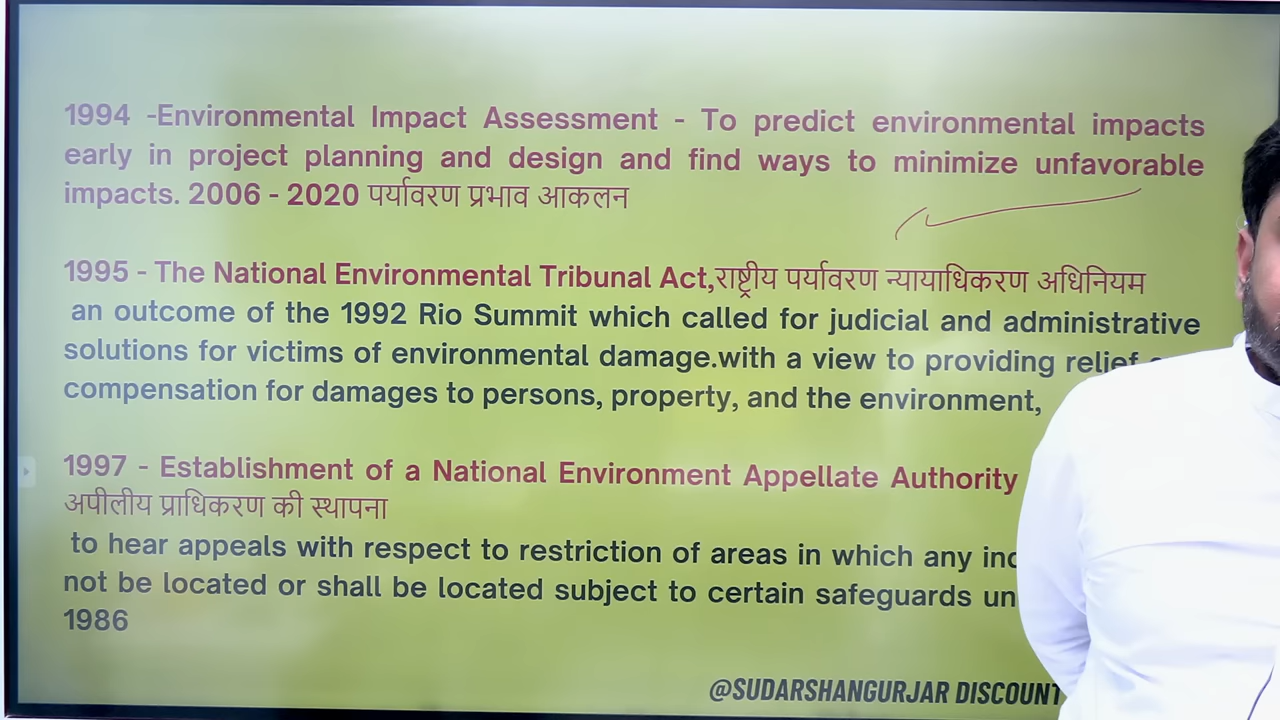 1994 -Environmental Impact Assessment - To predict environmental impacts
early in project planning and design and find ways to minimize unfavorable
impacts. 2006 - 2020 पर्यावरण प्रभाव आकलन
1995 - The National Environmental Tribunal Act,राष्ट्रीय पर्यावरण न्यायाधिकरण अधिनियम
an outcome of the 1992 Rio Summit which called for judicial and administrative
solutions for victims of environmental damage.with a view to providing relief
compensation for damages to persons, property, and the environment,
1997 - Establishment of a National Environment Appellate Authority
अपीलीय प्राधिकरण की स्थापना
to hear appeals with respect to restriction of areas in which any
not be located or shall be located subject to certain safeguards
1986
@SUDARSHANGURJAR DISCOUNT